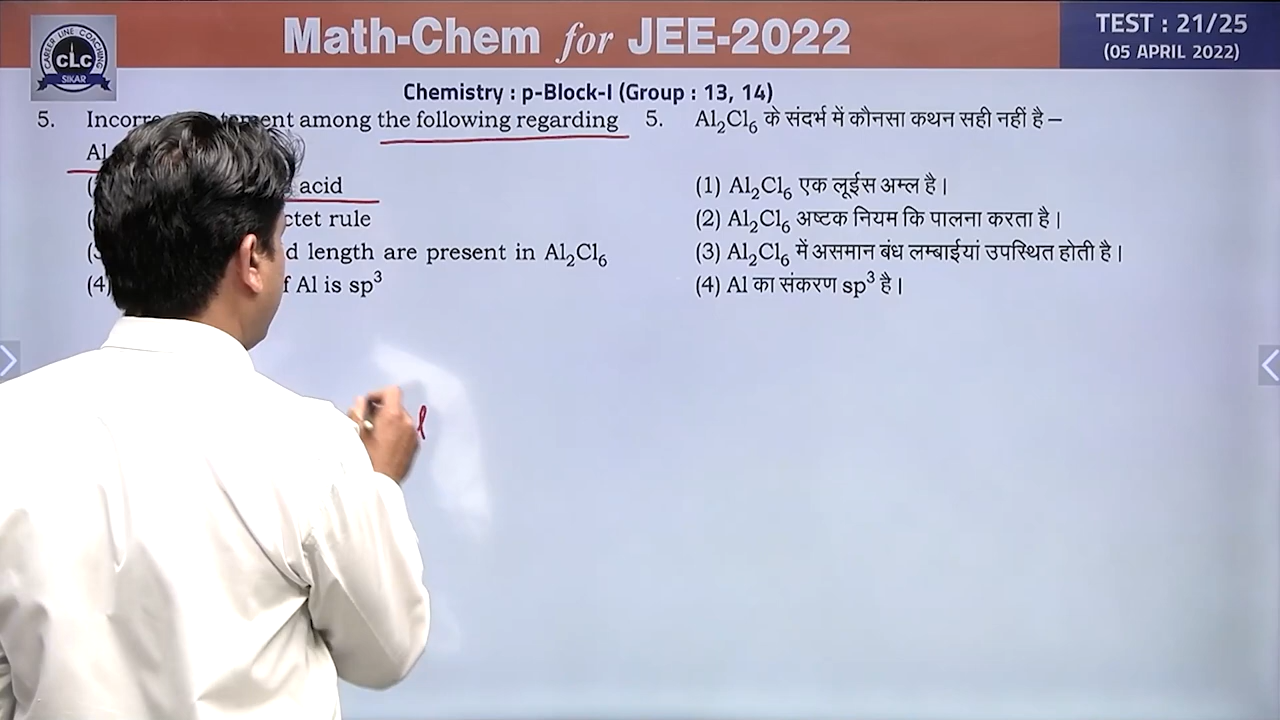 CAREER LINE COACHING
CLC
SIKAR
Math-Chem for JEE-2022
TEST : 21/25
(05 APRIL 2022)
Chemistry : p-Block-I (Group : 13, 14)
5. among the following regarding
Al
acid
rule
length are present in Al₂Cl₆
(4) Al is sp³
5. Al₂Cl₆ के संदर्भ में कौनसा कथन सही नहीं है –
(1) Al₂Cl₆ एक लूईस अम्ल है।
(2) Al₂Cl₆ अष्टक नियम कि पालना करता है।
(3) Al₂Cl₆ में असमान बंध लम्बाईयां उपस्थित होती है।
(4) Al का संकरण sp³ है।